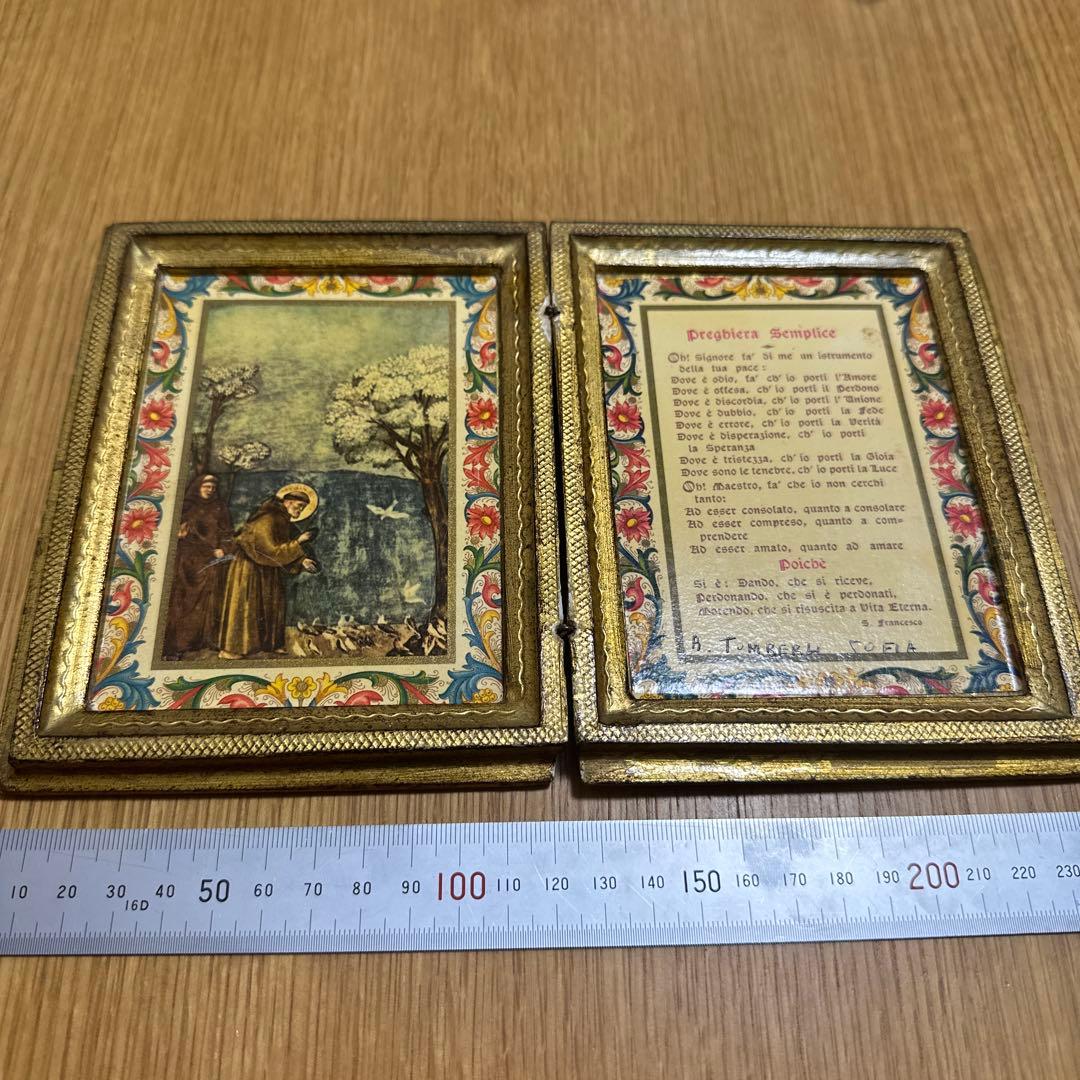 Preghiera Semplice
Oh! Signore fa' di me un istrumento
della tua pace:
Dove è odio, fa' ch' io porti l'Amore
Dove è offesa, ch' io porti il Perdono
Dove è discordia, ch' io porti l' Unione
Dove è dubbio, ch' io porti la Fede
Dove è errore, ch' io porti la Verità
Dove è disperazione, ch' io porti
la Speranza
Dove è tristezza, ch' io porti la Gioia
Dove sono le tenebre, ch' io porti la Luce
Oh! Maestro, fa' che io non cerchi
tanto:
Ad esser consolato, quanto a consolare
Ad esser compreso, quanto a com=
prendere
Ad esser amato, quanto ad amare
Poichè
Si è: Dando, che si riceve,
Perdonando, che si è perdonati,
Morendo, che si risuscita a Vita Eterna.
S. Francesco
A.
10 20 30 40 50 60 70 80 90 100 110 120 130 140 150 160 170 180 190 200 210 220 230
16D